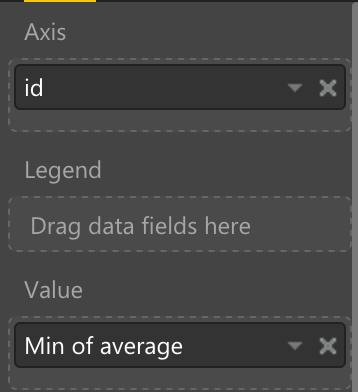 Axis
id
Legend
Drag data fields here
Value
Min of average